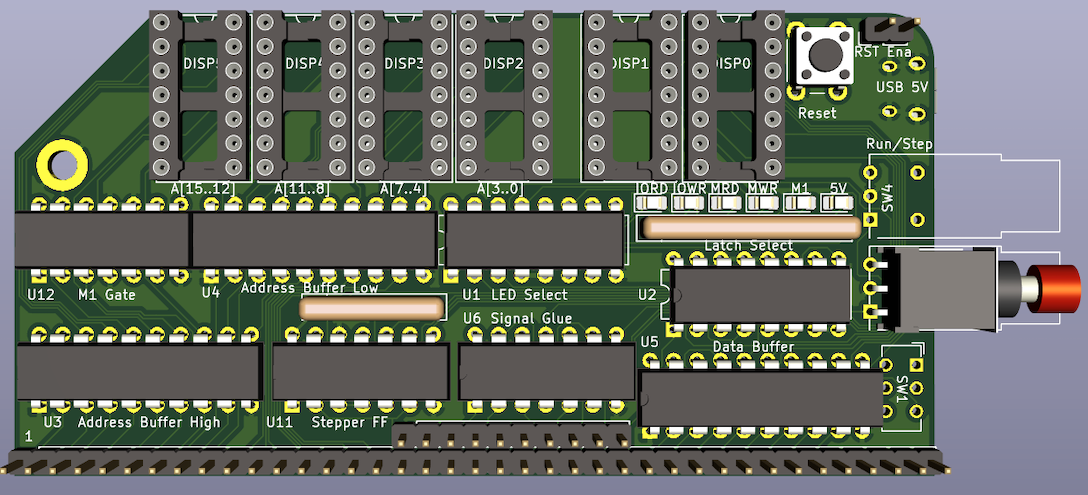 DISP5 DISP4 DISP3 DISP2 DISP1 DISP0
RST Ena
USB 5V
Reset
Run/Step
A[15..12] A[11..8] A[7..4] A[3..0]
IORD IOWR MRD MWR M1 5V
SW4
Latch Select
U12 M1 Gate U4 Address Buffer Low U1 LED Select U2
U6 Signal Glue
U5 Data Buffer
SW1
U3 Address Buffer High U11 Stepper FF
1